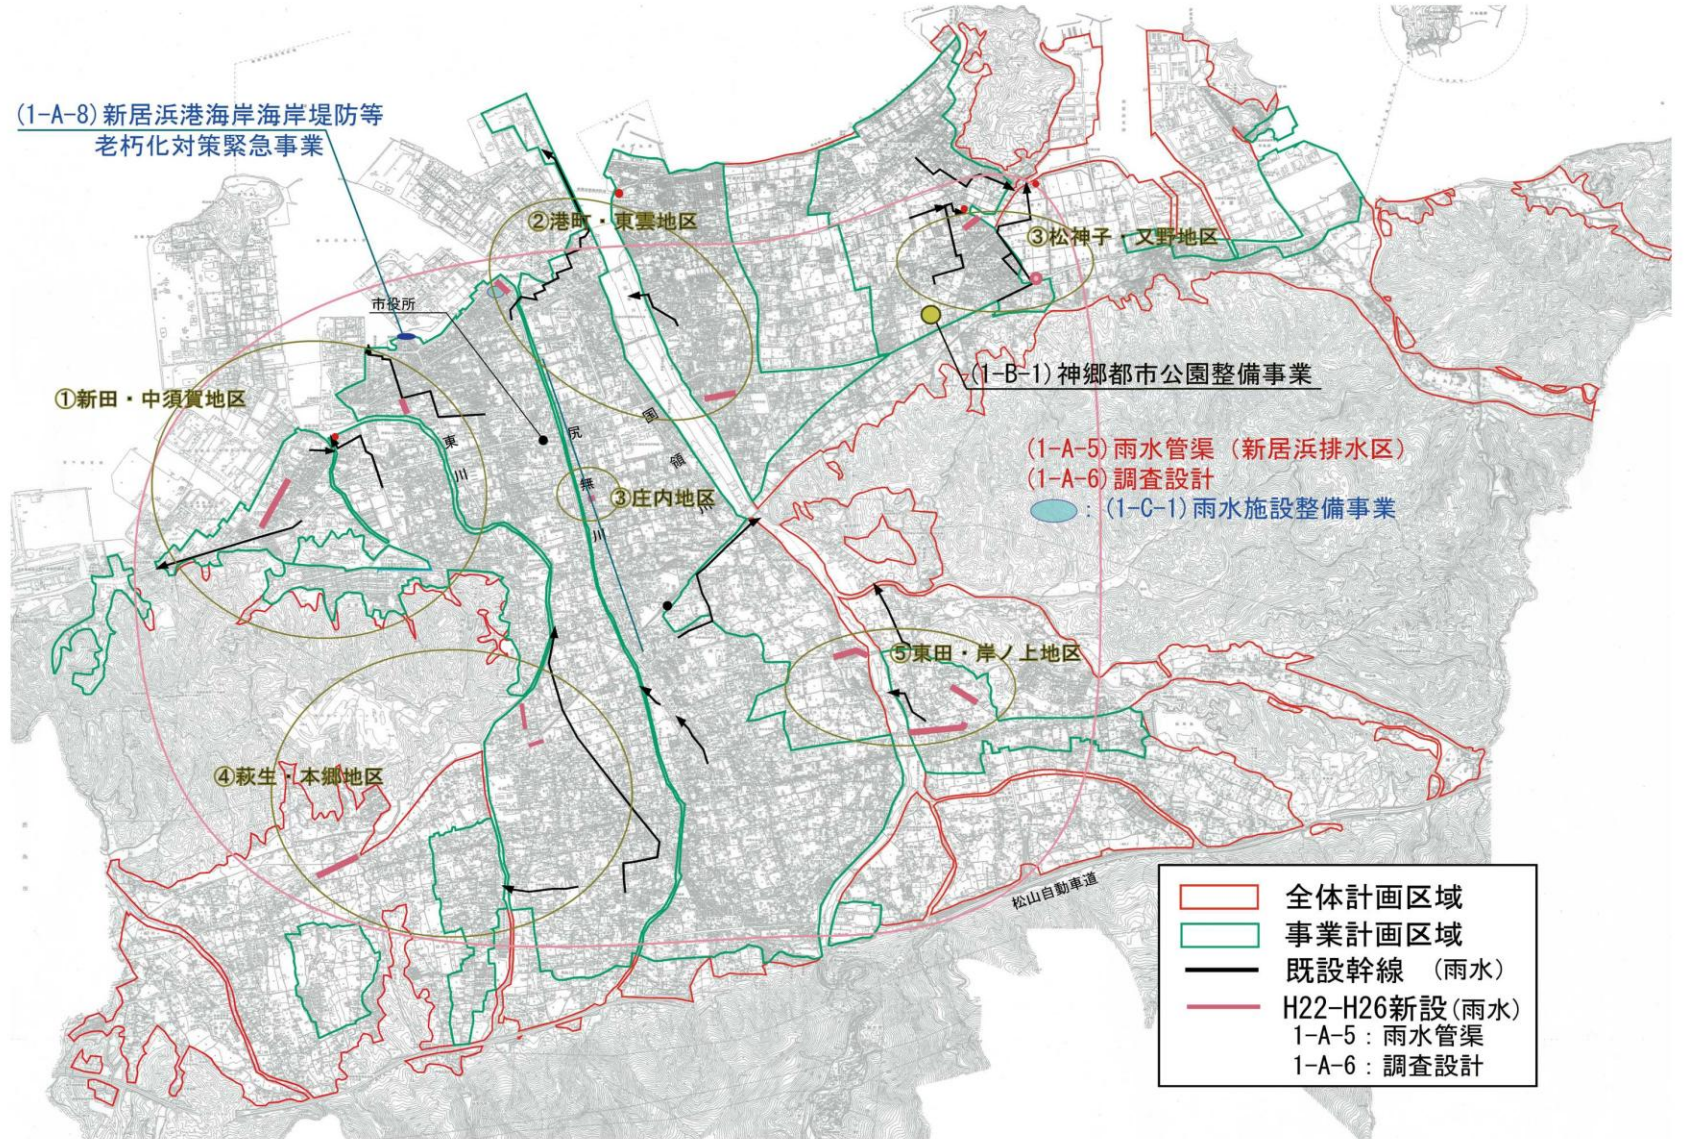 (1-A-8)新居浜港海岸海岸堤防等
老朽化対策緊急事業
②港町・東雲地区
③松神子・又野地区
市役所
(1-B-1)神郷都市公園整備事業
①新田・中須賀地区
国領川
東川
尻無川
(1-A-5)雨水管渠（新居浜排水区）
(1-A-6)調査設計
：(1-C-1)雨水施設整備事業
③庄内地区
⑤東田・岸ノ上地区
④萩生・本郷地区
松山自動車道
全体計画区域
事業計画区域
既設幹線 （雨水）
H22-H26新設(雨水)
1-A-5：雨水管渠
1-A-6：調査設計